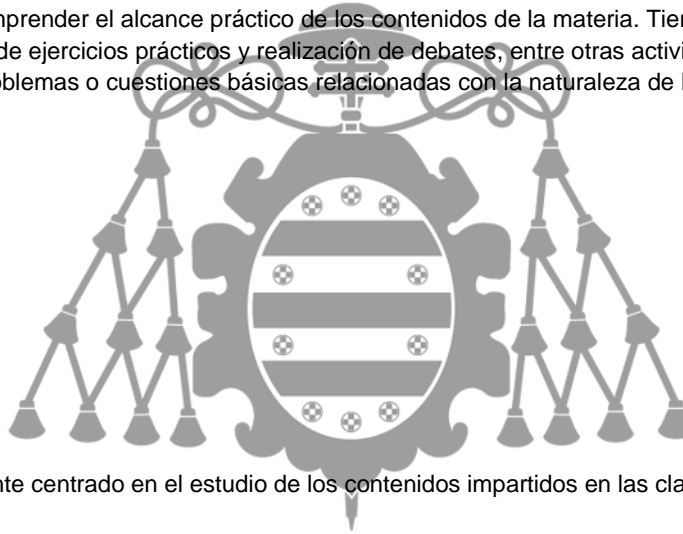 mprender el alcance práctico de los contenidos de la materia. Tien
de ejercicios prácticos y realización de debates, entre otras activi
oblemas o cuestiones básicas relacionadas con la naturaleza de l
nte centrado en el estudio de los contenidos impartidos en las cla